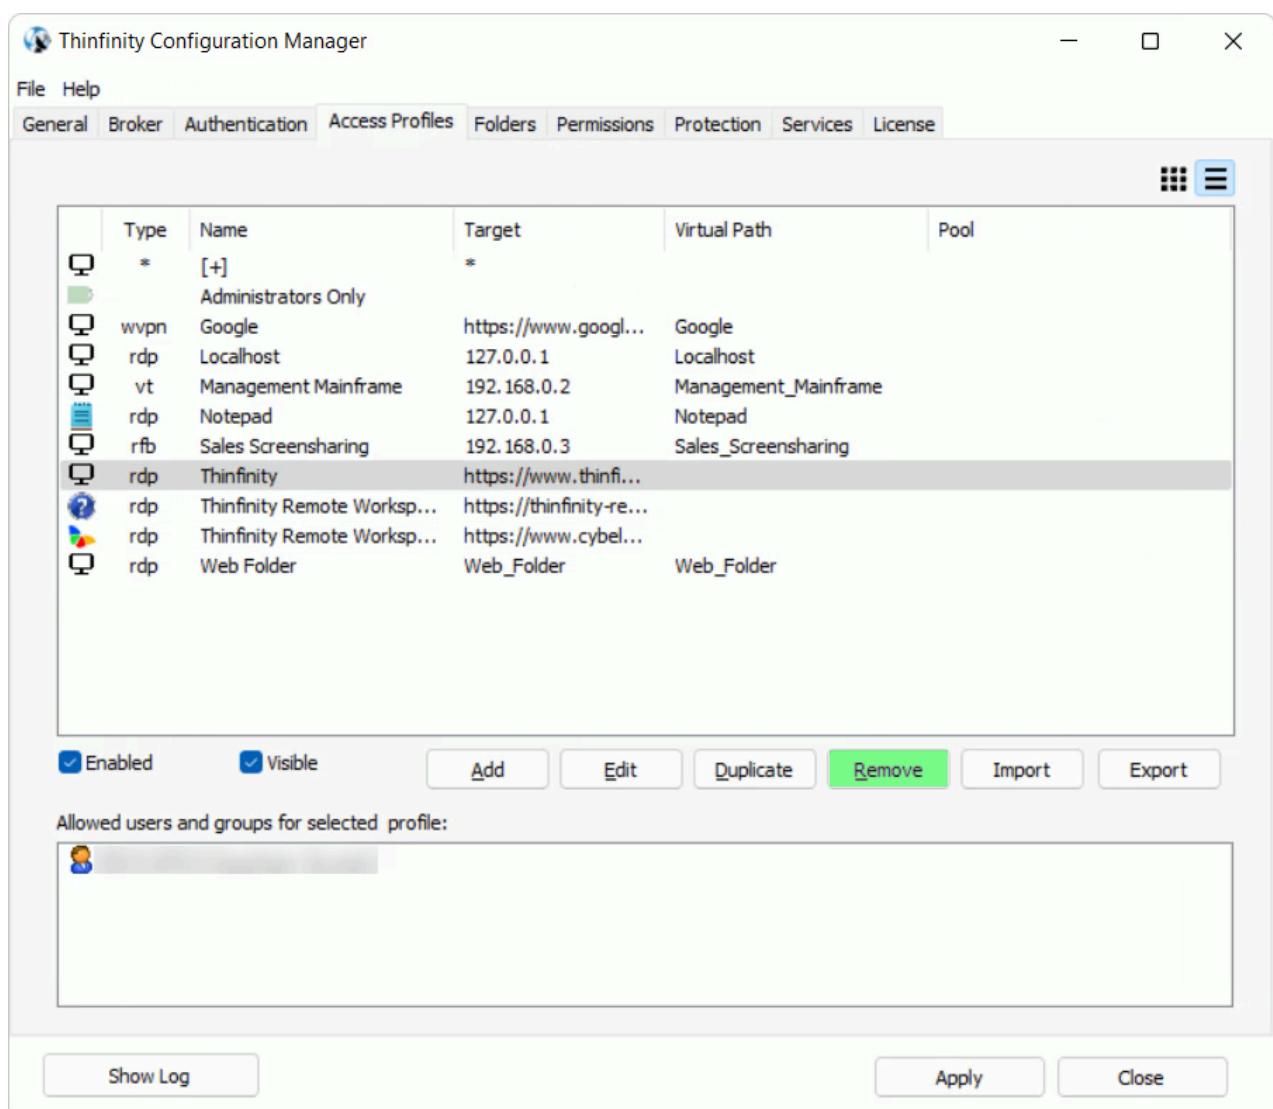 Thinfinity Configuration Manager
File Help
General Broker Authentication Access Profiles Folders Permissions Protection Services License
Type Name Target Virtual Path Pool
* [+] *
Administrators Only
wvpn Google https://www.googl... Google
rdp Localhost 127.0.0.1 Localhost
vt Management Mainframe 192.168.0.2 Management_Mainframe
rdp Notepad 127.0.0.1 Notepad
rfb Sales Screensharing 192.168.0.3 Sales_Screensharing
rdp Thinfinity https://www.thinfi...
rdp Thinfinity Remote Worksp... https://thinfinity-re...
rdp Thinfinity Remote Worksp... https://www.cybel...
rdp Web Folder Web_Folder Web_Folder
Enabled Visible Add Edit Duplicate Remove Import Export
Allowed users and groups for selected profile:
Show Log Apply Close